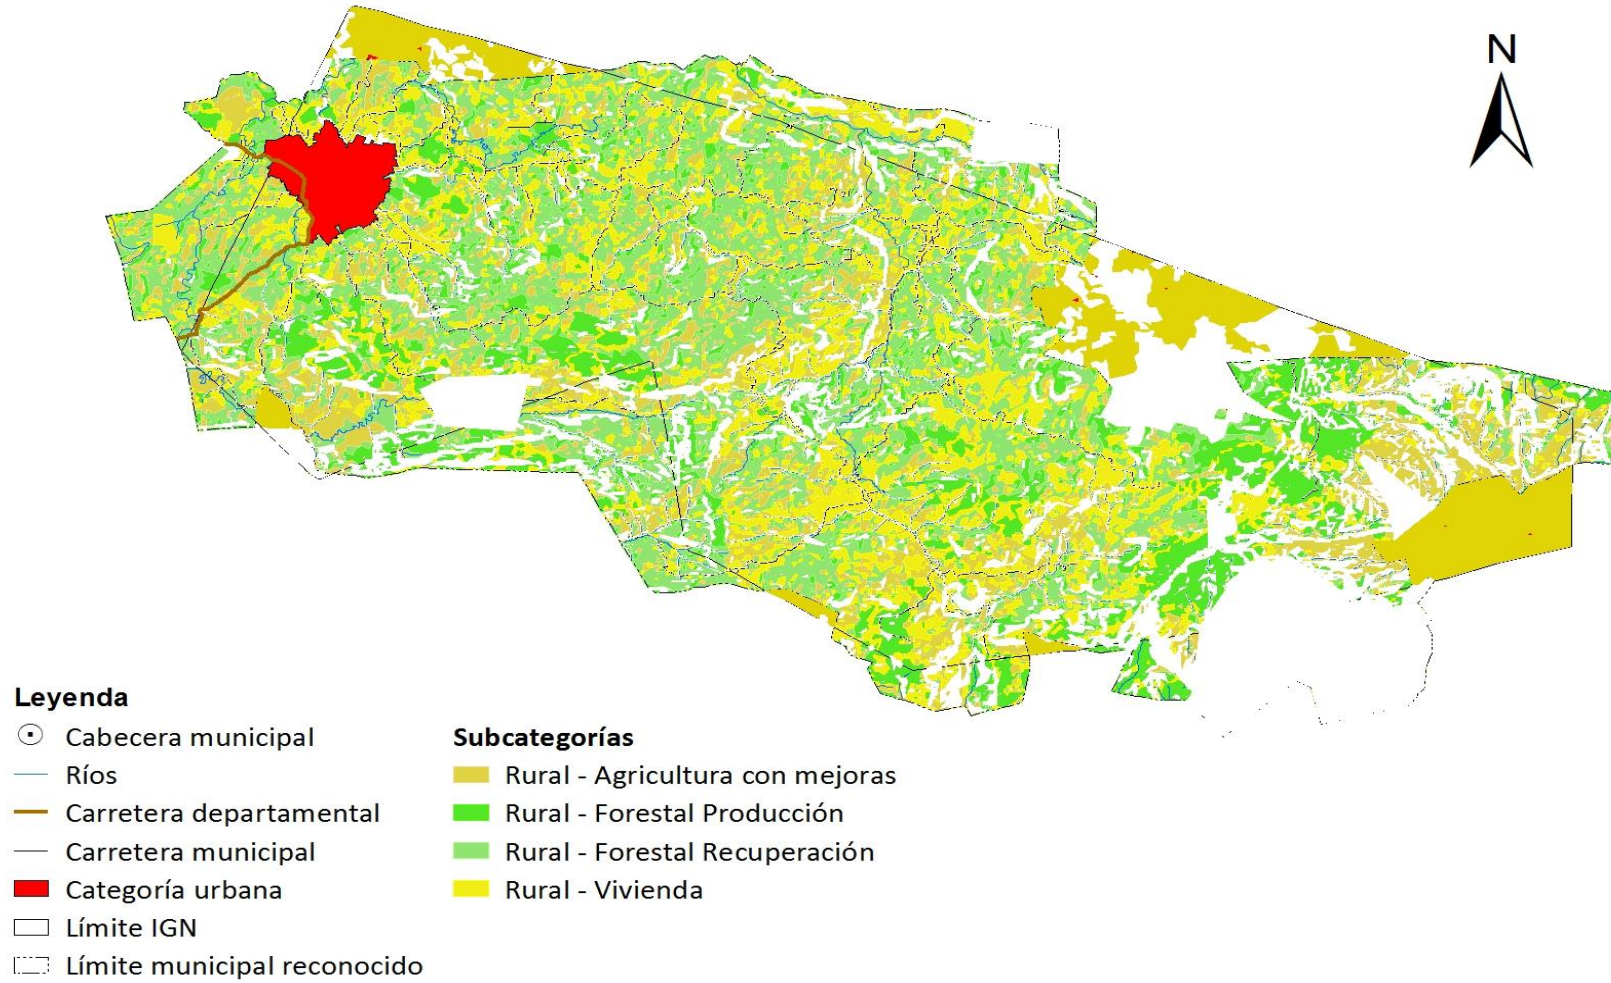 N
Leyenda
Cabecera municipal
Ríos
Carretera departamental
Carretera municipal
Categoría urbana
Límite IGN
Límite municipal reconocido
Subcategorías
Rural - Agricultura con mejoras
Rural - Forestal Producción
Rural - Forestal Recuperación
Rural - Vivienda